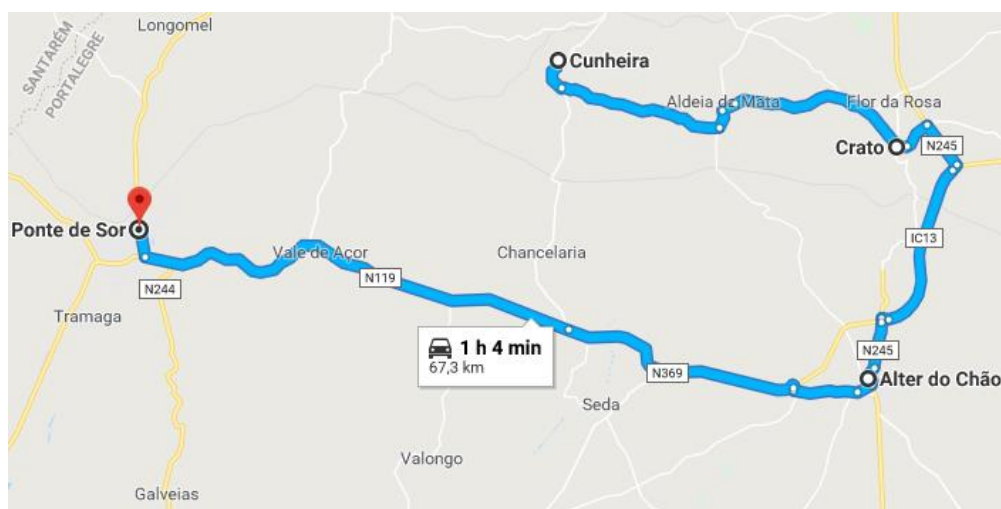 Longomel
SANTARÉM
PORTALEGRE
Cunheira
Aldeia da Mata
Flor da Rosa
Crato
N245
Ponte de Sor
IC13
Vale de Açor
Chancelaria
N119
N244
Tramaga
1 h 4 min
67,3 km
N245
N369
Alter do Chão
Seda
Valongo
Galveias